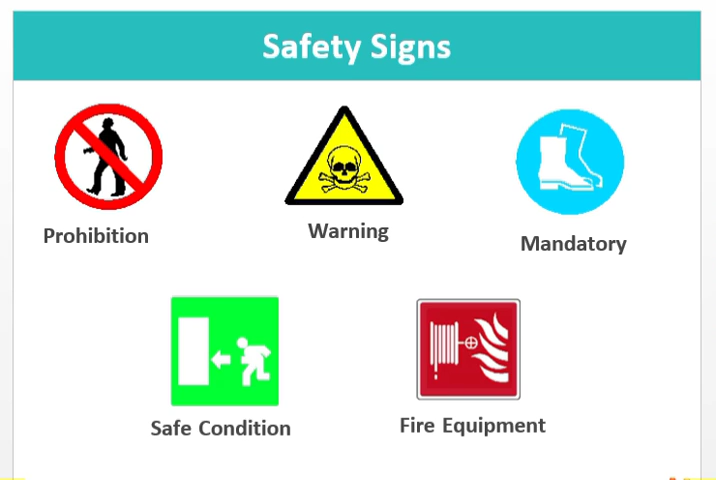 Safety Signs
Prohibition
Warning
Mandatory
Safe Condition
Fire Equipment